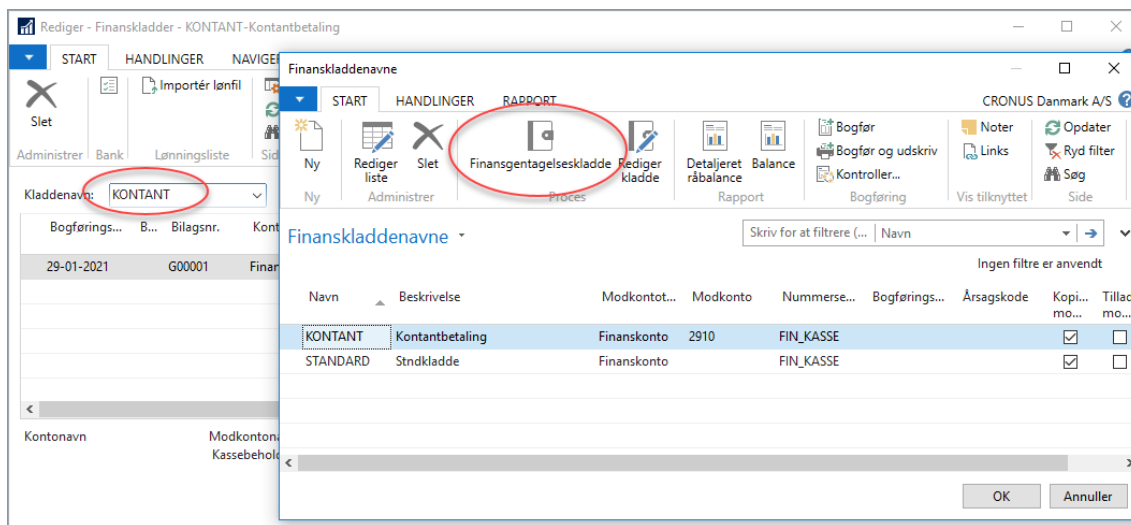 Rediger - Finanskladder - KONTANT-Kontantbetaling
START HANDLINGER NAVIGE
Importér lønfil
Slet
Administrer Bank Lønningsliste Sid
Kladdenavn: KONTANT
Bogførings... B... Bilagsnr. Kont
29-01-2021 G00001 Finar
Kontonavn Modkonton
Kassebehold
Finanskladdenavne
START HANDLINGER RAPPORT CRONUS Danmark A/S
Ny Rediger liste Slet Finansgentagelseskladde Rediger kladde Detaljeret råbalance Balance
Bogfør Noter Opdater
Bogfør og udskriv Links Ryd filter
Kontroller... Søg
Ny Administrer Proces Rapport Bogføring Vis tilknyttet Side
Finanskladdenavne Skriv for at filtrere (... Navn
Ingen filtre er anvendt
Navn Beskrivelse Modkontot... Modkonto Nummerse... Bogførings... Årsagskode Kopi... mo... Tillad mo...
KONTANT Kontantbetaling Finanskonto 2910 FIN_KASSE
STANDARD Stndkladde Finanskonto FIN_KASSE
OK Annuller